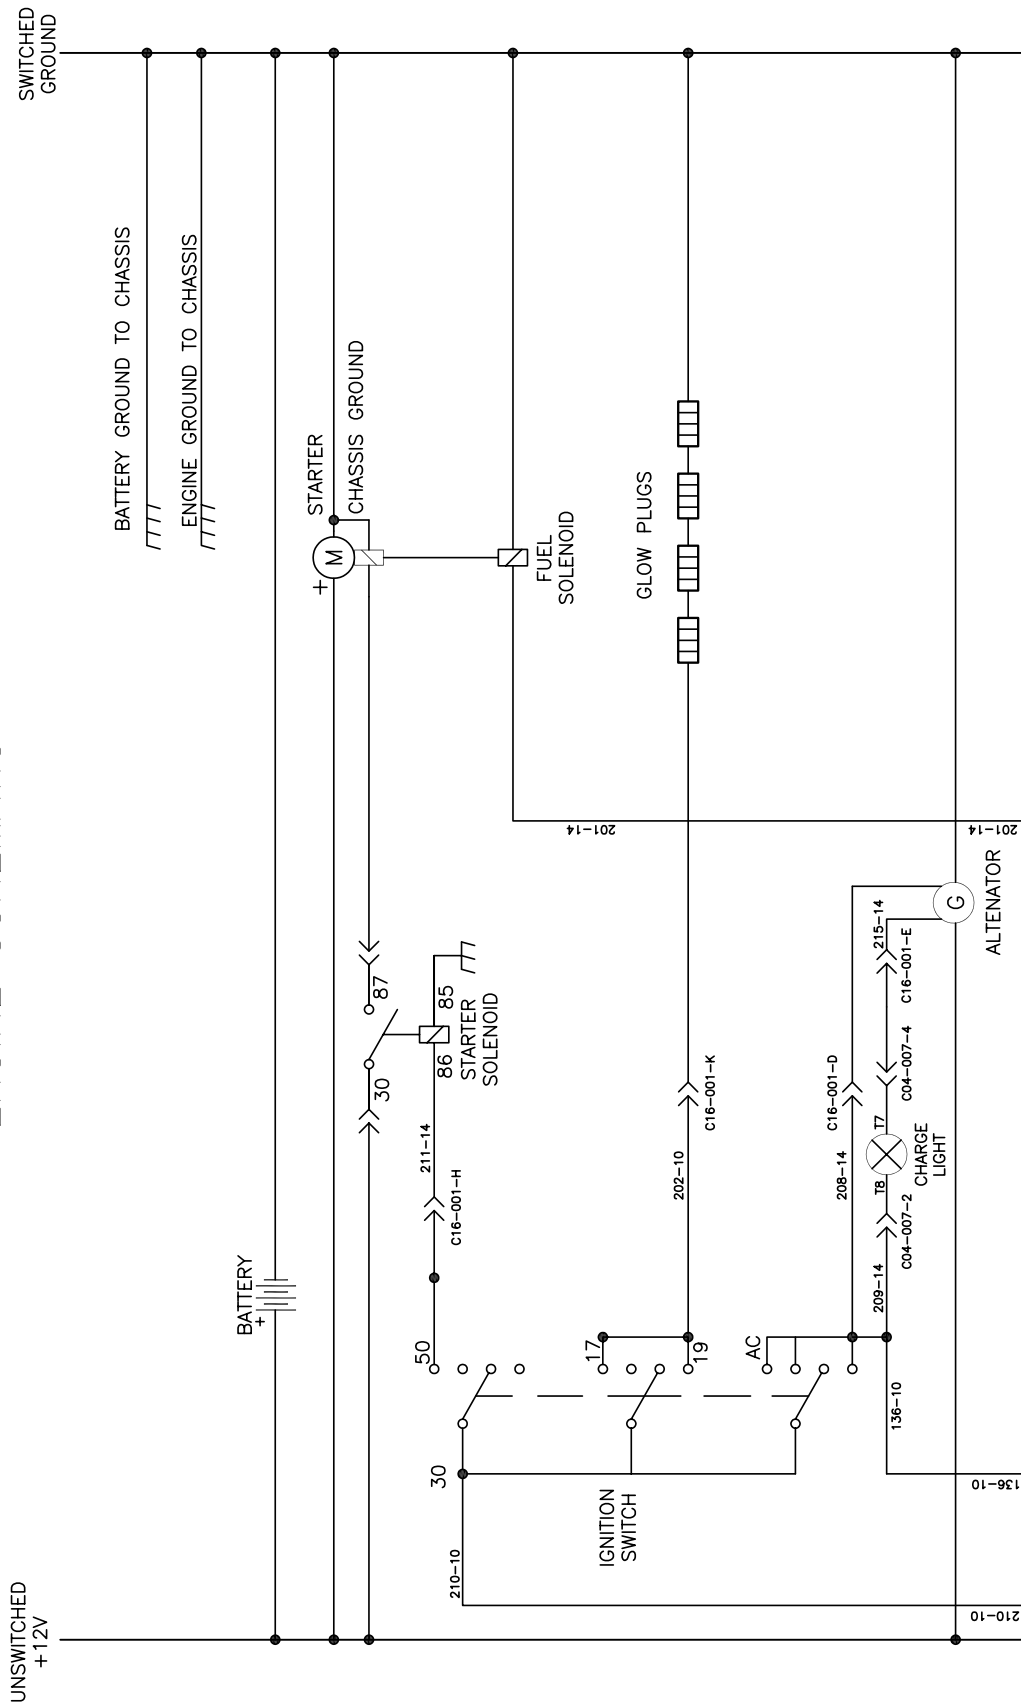 SWITCHED
GROUND
BATTERY GROUND TO CHASSIS
ENGINE GROUND TO CHASSIS
STARTER
CHASSIS GROUND
+
M
FUEL
SOLENOID
GLOW PLUGS
201-14
201-14
ALTENATOR
G
215-14
C16-001-E
C04-007-4
T7
CHARGE
LIGHT
T8
C04-007-2
209-14
C16-001-D
208-14
C16-001-K
202-10
87
30
85
86
STARTER
SOLENOID
211-14
C16-001-H
BATTERY
+
50
17
19
AC
30
136-10
136-10
IGNITION
SWITCH
210-10
210-10
UNSWITCHED
+12V